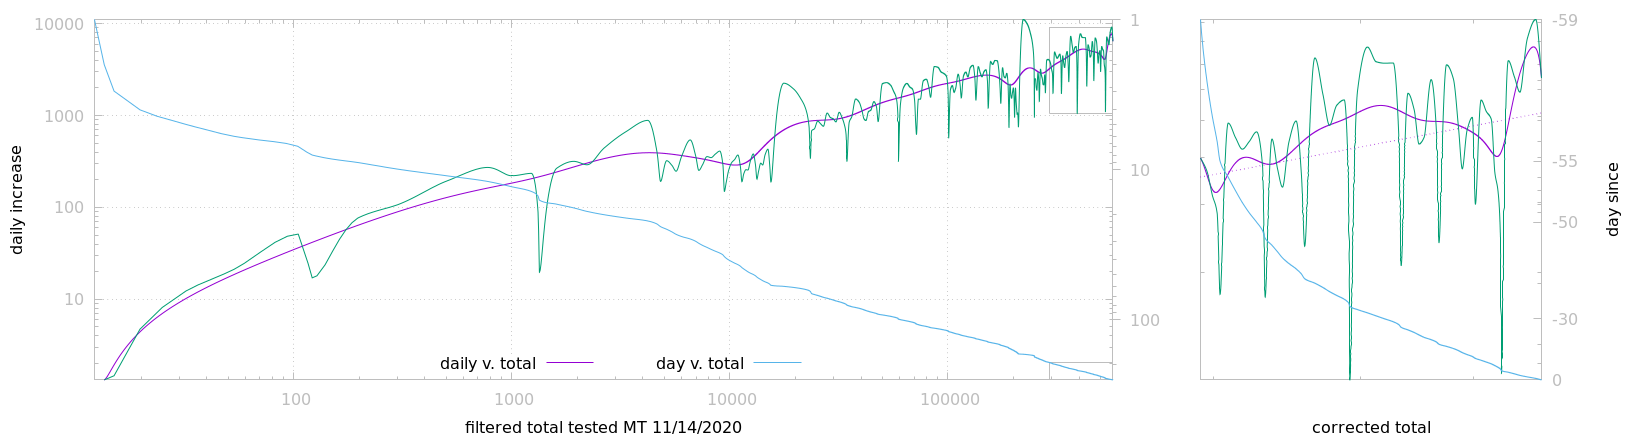 10000
1000
100
10
daily increase
100
1000
10000
100000
1
10
100
daily v. total
day v. total
filtered total tested MT 11/14/2020
-59
-55
-50
-30
0
day since
corrected total